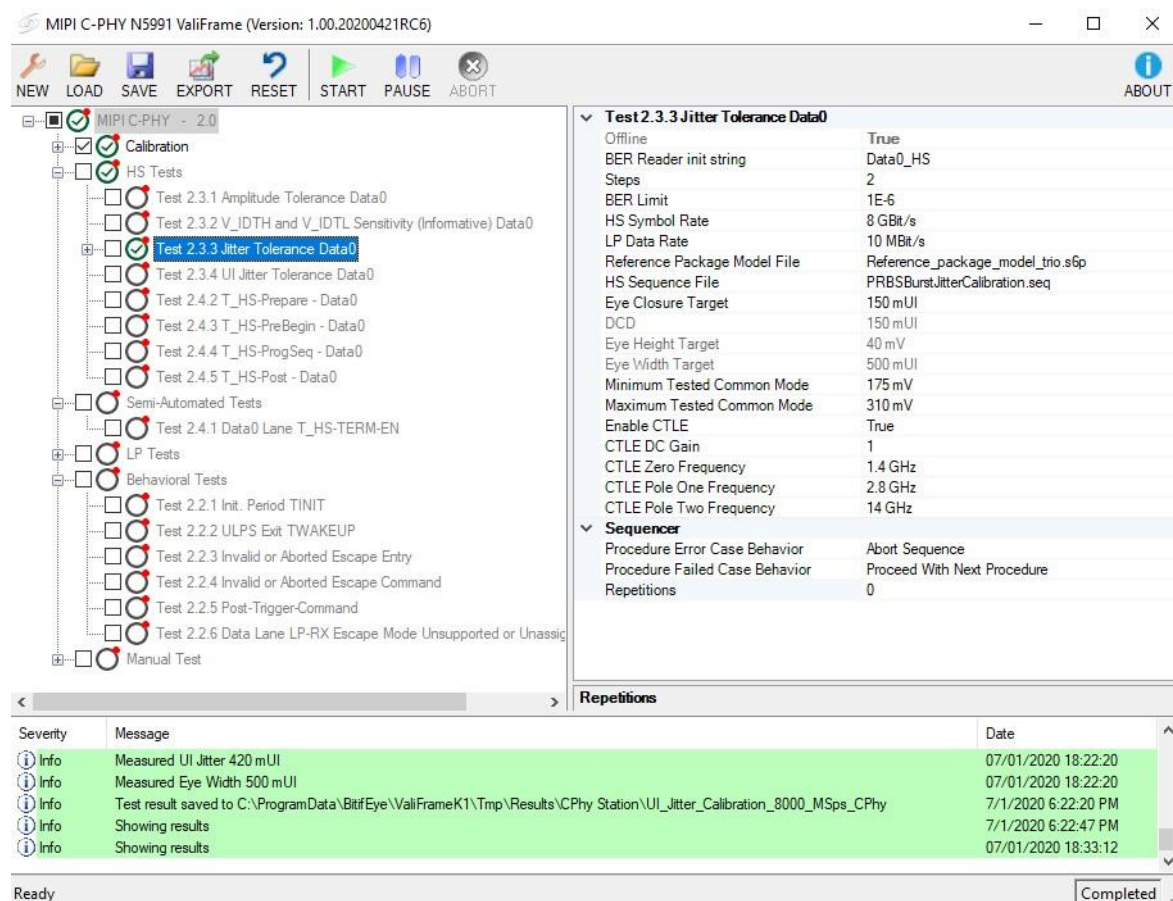 MIPI C-PHY N5991 ValiFrame (Version: 1.00.20200421RC6)
NEW LOAD SAVE EXPORT RESET START PAUSE ABORT ABOUT
MIPI C-PHY - 2.0
Calibration
HS Tests
Test 2.3.1 Amplitude Tolerance Data0
Test 2.3.2 V_IDTH and V_IDTL Sensitivity (Informative) Data0
Test 2.3.3 Jitter Tolerance Data0
Test 2.3.4 UI Jitter Tolerance Data0
Test 2.4.2 T_HS-Prepare - Data0
Test 2.4.3 T_HS-PreBegin - Data0
Test 2.4.4 T_HS-ProgSeq - Data0
Test 2.4.5 T_HS-Post - Data0
Semi-Automated Tests
Test 2.4.1 Data0 Lane T_HS-TERM-EN
LP Tests
Behavioral Tests
Test 2.2.1 Init. Period TINIT
Test 2.2.2 ULPS Exit TWAKEUP
Test 2.2.3 Invalid or Aborted Escape Entry
Test 2.2.4 Invalid or Aborted Escape Command
Test 2.2.5 Post-Trigger-Command
Test 2.2.6 Data Lane LP-RX Escape Mode Unsupported or Unassig
Manual Test
Test 2.3.3 Jitter Tolerance Data0
Offline True
BER Reader init string Data0_HS
Steps 2
BER Limit 1E-6
HS Symbol Rate 8 GBit/s
LP Data Rate 10 MBit/s
Reference Package Model File Reference_package_model_trio.s6p
HS Sequence File PRBSBurstJitterCalibration.seq
Eye Closure Target 150 mUI
DCD 150 mUI
Eye Height Target 40 mV
Eye Width Target 500 mUI
Minimum Tested Common Mode 175 mV
Maximum Tested Common Mode 310 mV
Enable CTLE True
CTLE DC Gain 1
CTLE Zero Frequency 1.4 GHz
CTLE Pole One Frequency 2.8 GHz
CTLE Pole Two Frequency 14 GHz
Sequencer
Procedure Error Case Behavior Abort Sequence
Procedure Failed Case Behavior Proceed With Next Procedure
Repetitions 0
Repetitions
Severity Message Date
Info Measured UI Jitter 420 mUI 07/01/2020 18:22:20
Info Measured Eye Width 500 mUI 07/01/2020 18:22:20
Info Test result saved to C:\ProgramData\BitifEye\ValiFrameK1\Tmp\Results\CPhy Station\UI_Jitter_Calibration_8000_MSps_CPhy 7/1/2020 6:22:20 PM
Info Showing results 7/1/2020 6:22:47 PM
Info Showing results 07/01/2020 18:33:12
Ready Completed